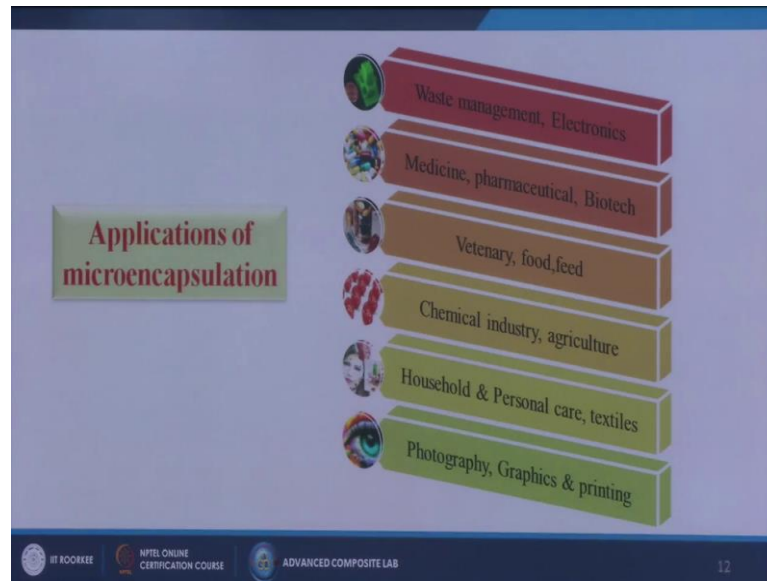 Applications of
microencapsulation
Waste management, Electronics
Medicine, pharmaceutical, Biotech
Vetenary, food,feed
Chemical industry, agriculture
Household & Personal care, textiles
Photography, Graphics & printing
IIT ROORKEE
NPTEL ONLINE
CERTIFICATION COURSE
ADVANCED COMPOSITE LAB
12